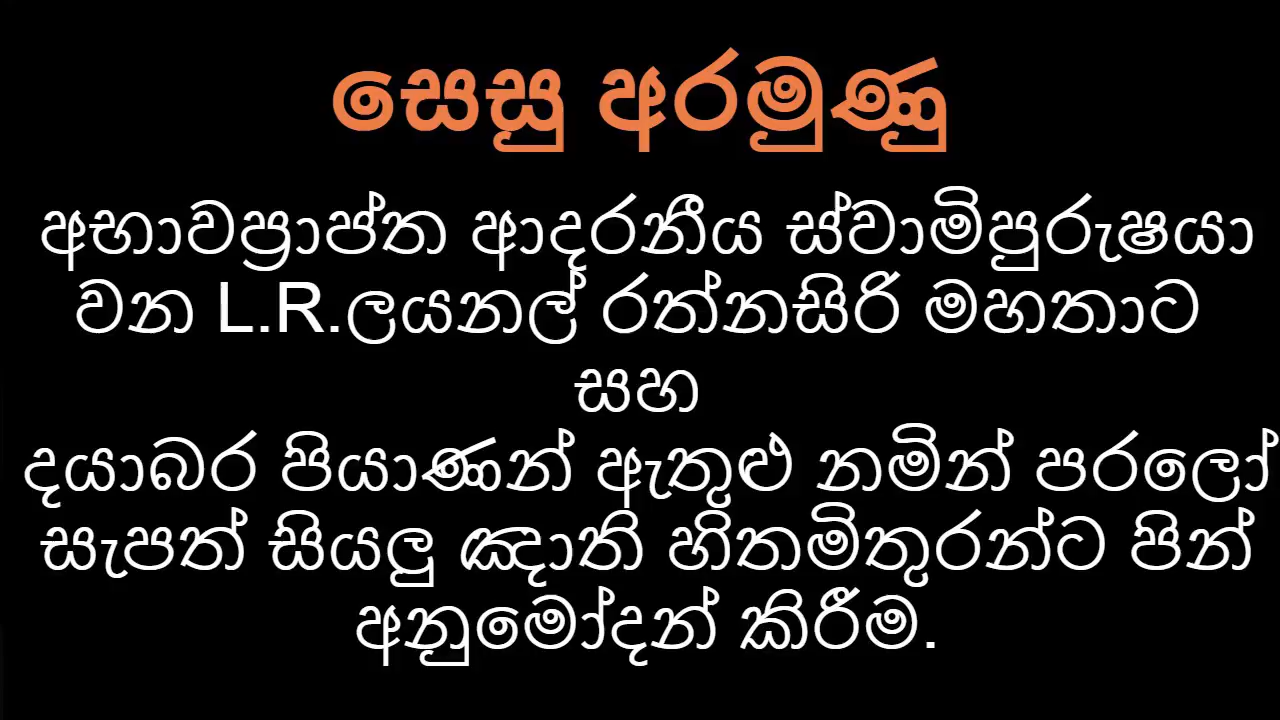 සෙසු අරමුණු
අභාවප්‍රාප්ත ආදරනීය ස්වාමිපුරුෂයා
වන L.R.ලයනල් රත්නසිරි මහතාට
සහ
දයාබර පියාණන් ඇතුළු නමින් පරලෝ
සැපත් සියලු ඥාති හිතමිතුරන්ට පින්
අනුමෝදන් කිරීම.